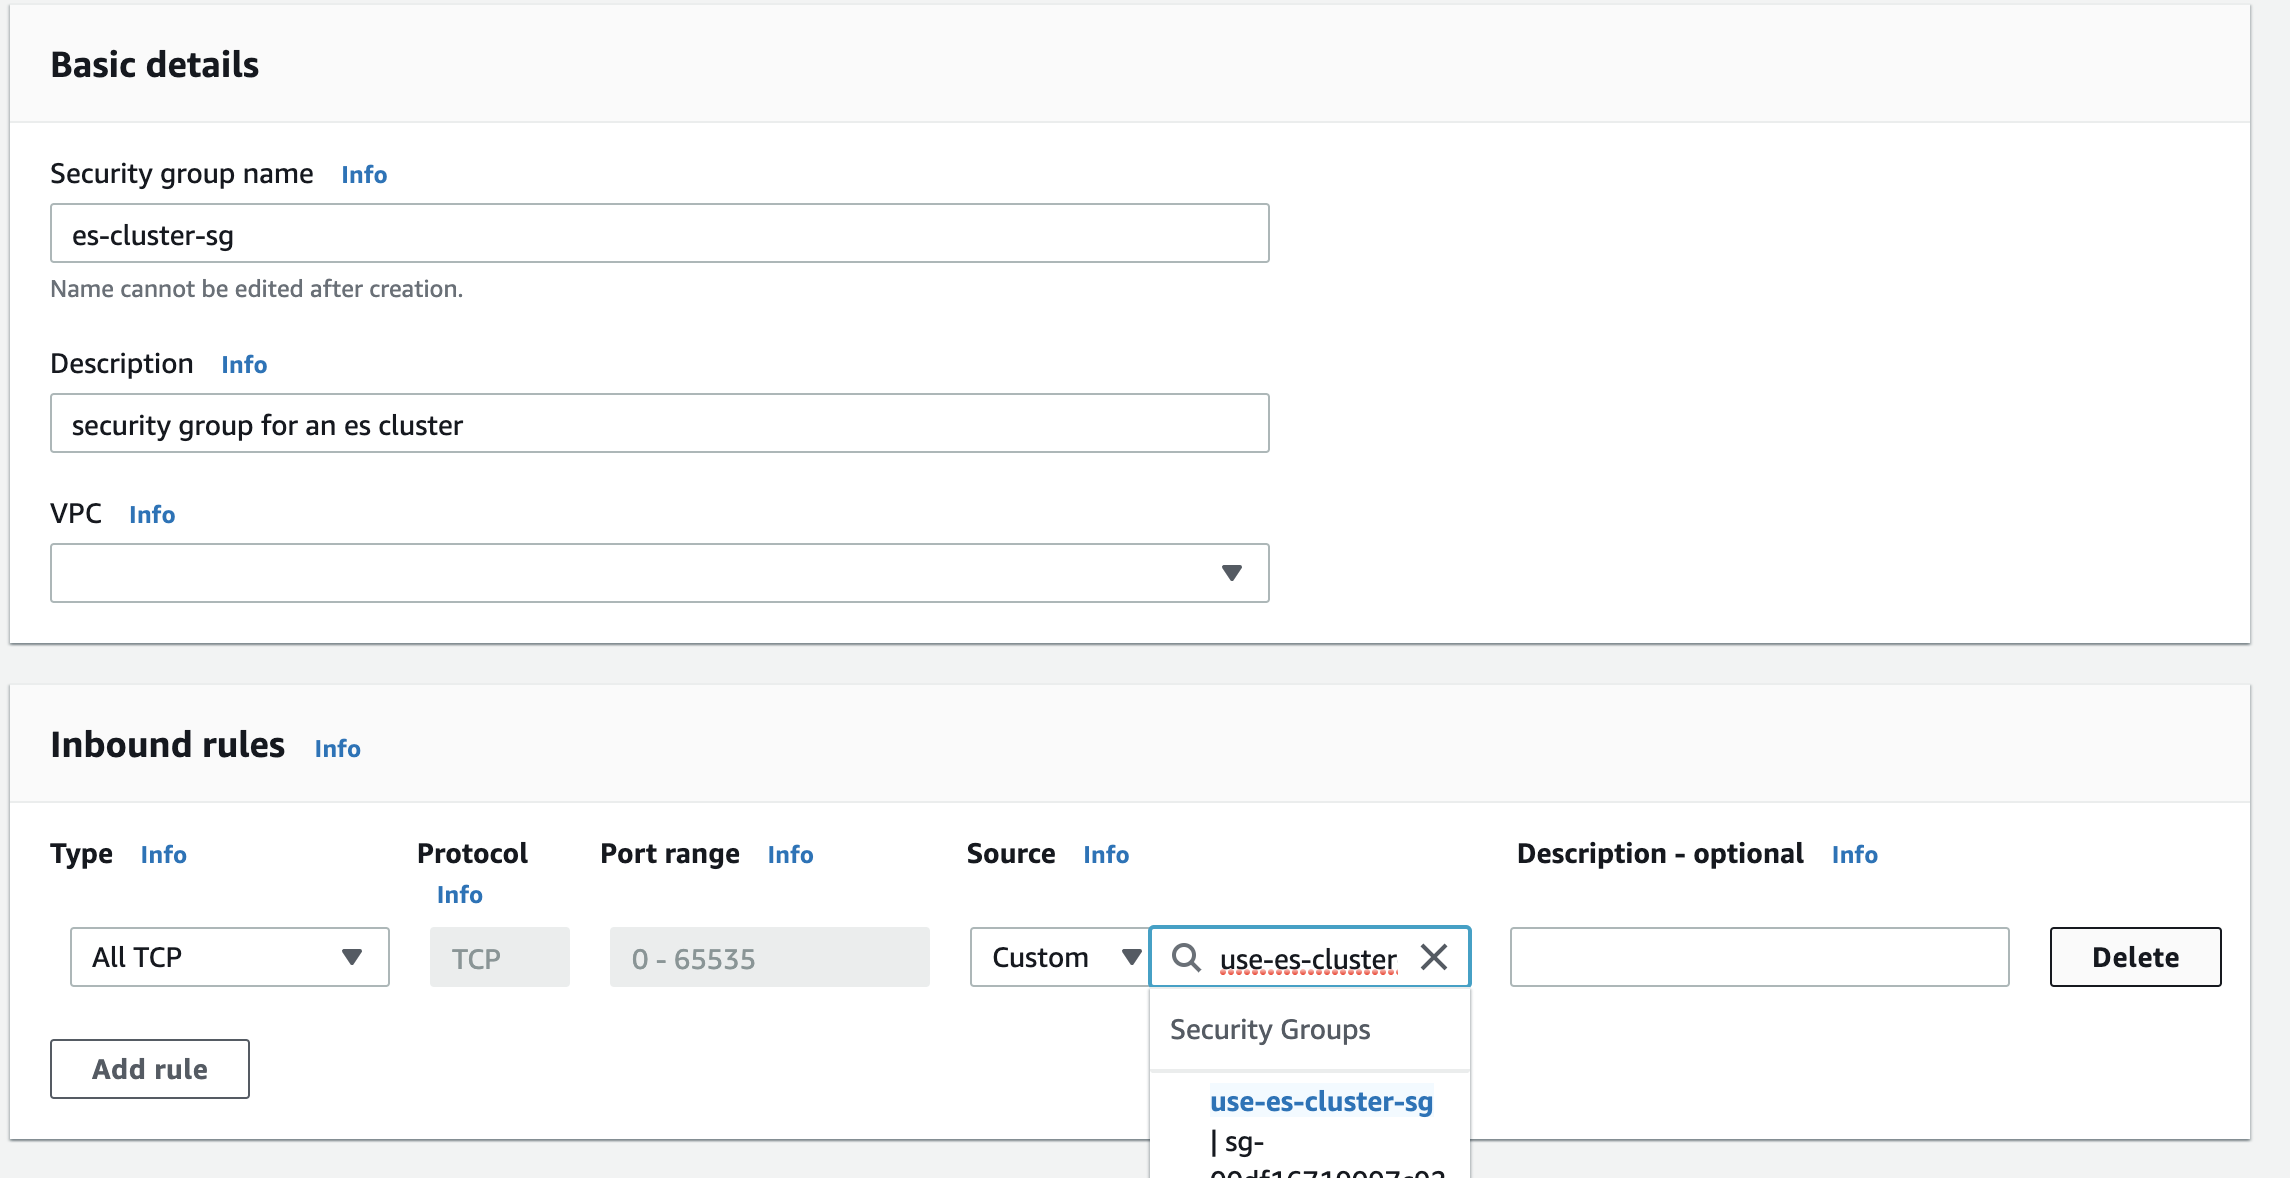 Basic details
Security group name Info
es-cluster-sg
Name cannot be edited after creation.
Description Info
security group for an es cluster
VPC Info
Inbound rules Info
Type Info Protocol Info Port range Info Source Info Description - optional Info
All TCP TCP 0 - 65535 Custom use-es-cluster Delete
Add rule
Security Groups
use-es-cluster-sg
| sg-